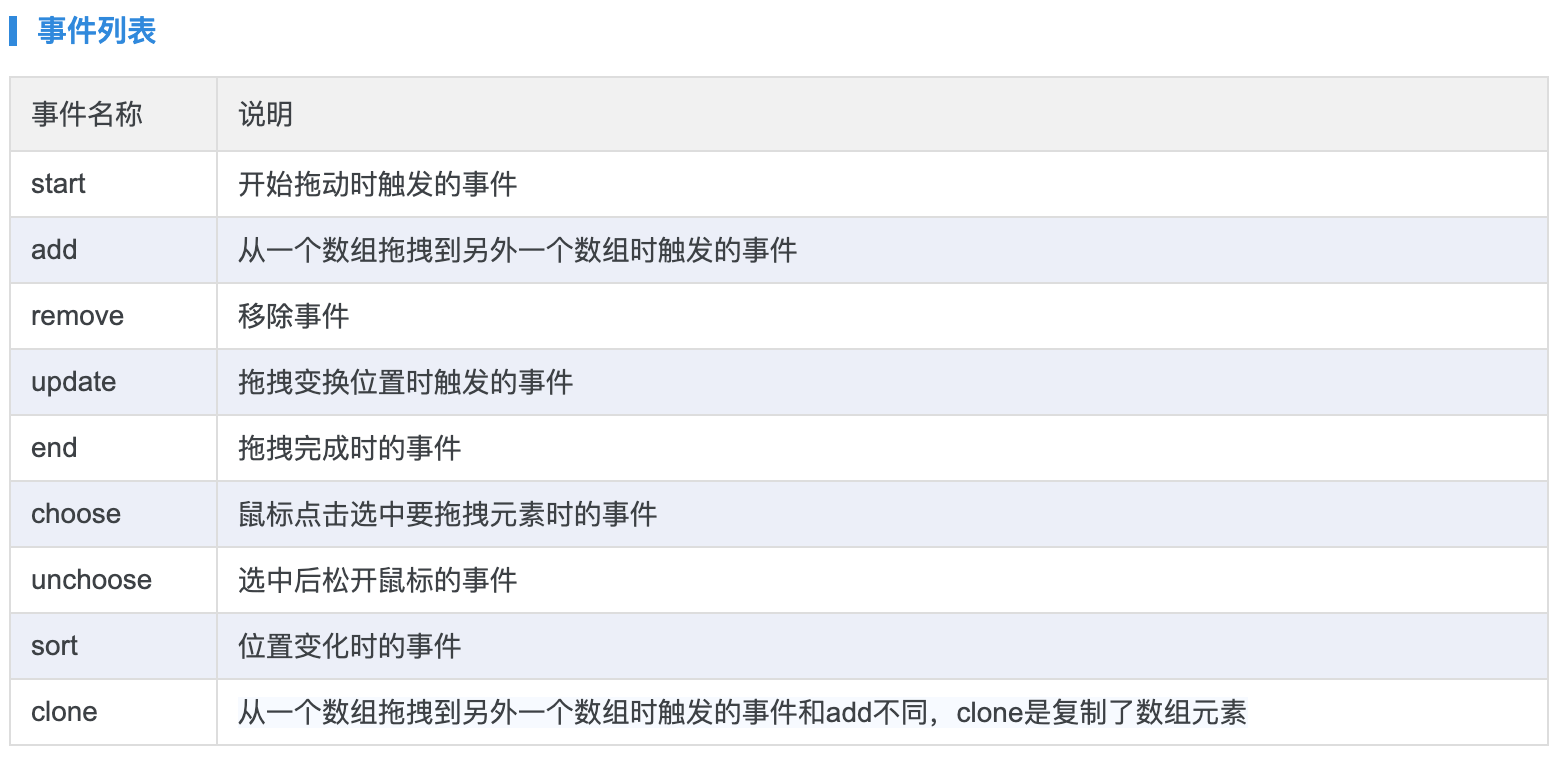 事件列表
事件名称 说明
start 开始拖动时触发的事件
add 从一个数组拖拽到另外一个数组时触发的事件
remove 移除事件
update 拖拽变换位置时触发的事件
end 拖拽完成时的事件
choose 鼠标点击选中要拖拽元素时的事件
unchoose 选中后松开鼠标的事件
sort 位置变化时的事件
clone 从一个数组拖拽到另外一个数组时触发的事件和add不同，clone是复制了数组元素